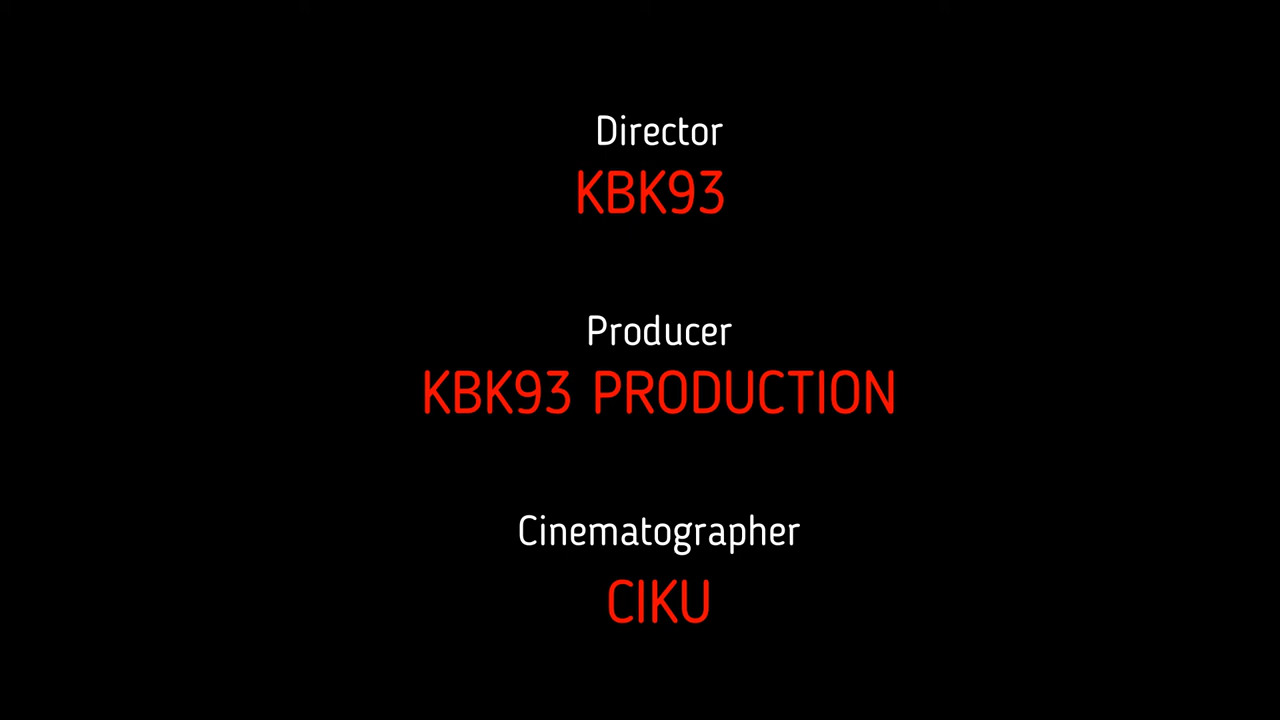 Director
KBK93
Producer
KBK93 PRODUCTION
Cinematographer
CIKU